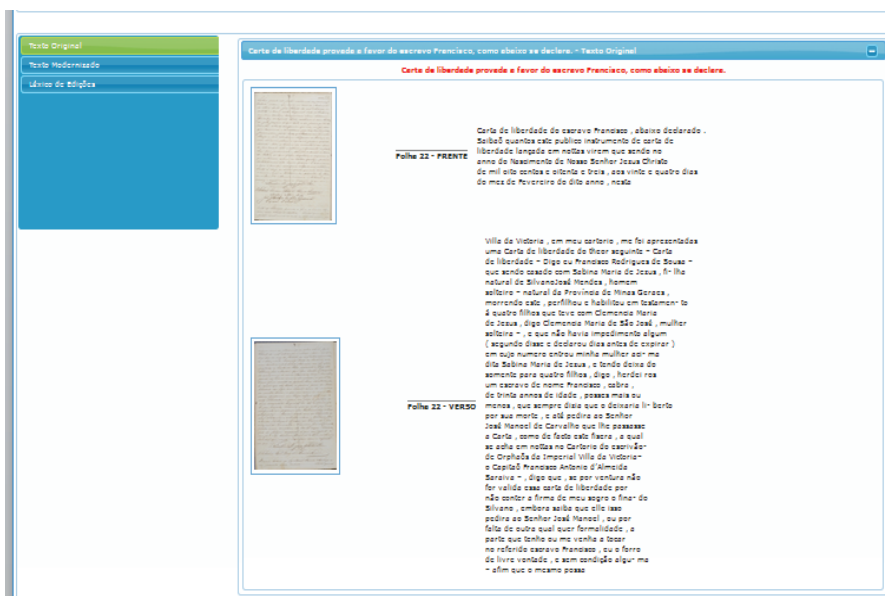 Texto Original
Texto Modernizado
Léxico de Edições
Carta de liberdade provada a favor do escravo Francisco, como abaixo se declara. - Texto Original
Carta de liberdade provada a favor do escravo Francisco, como abaixo se declara.
Folha 22 - FRENTE
Carta de liberdade do escravo Francisco , abaixo declarado .
Saibaõ quantos este publico instrumento de carta de
liberdade lançada em nottas virem que sendo no
anno do Nascimento de Nosso Senhor Jesus Christo
de mil oito centos e oitenta e treis , aos vinte e quatro dias
do mes de Fevereiro do dito anno , nesta
Folha 22 - VERSO
Villa da Victoria , em meu cartorio , me foi apresentadas
uma Carta de liberdade do theor seguinte - Carta
de liberdade - Digo eu Francisco Rodrigues de Sousa -
que sendo casado com Sabina Maria de Jesus , fi- lha
natural de SilvanoJosé Mendes , homem
solteiro - natural da Província de Minas Geraes ,
morrendo este , perfilhou e habilitou em testamen- to
á quatro filhos que teve com Clemencia Maria
de Jesus , digo Clemencia Maria de São José , mulher
solteira - , e que não havia impedimento algum
( segundo disse e declarou dias antes de expirar )
em cujo numero entrou minha mulher aci- ma
dita Sabina Maria de Jesus , e tendo deixa do
somente para quatro filhos , digo , herdei ros
um escravo de nome Francisco , cabra ,
de trinta annos de idade , posses mais ou
menos , que sempre disia que o deixaria li- berto
por sua morte , e até pedira ao Senhor
José Manoel de Carvalho que lhe passasse
a Carta , como de facto este fisera , a qual
se acha em nottas no Cartorio do escrivão-
de Orphaõs da Imperial Villa da Victoria-
o Capitaõ Francisco Antonio d'Almeida
Saraiva - , digo que , se por ventura não
for valida essa carta de liberdade por
não conter a firma de meu sogro o fina- do
Silvano , embora saiba que elle isso
pedira ao Senhor José Manoel , ou por
falta de outra qual quer formalidade , a
parte que tenho ou me venha a tocar
no referido escravo Francisco , eu o forro
de livre vontade , e sem condição algu- ma
- afim que o mesmo possa